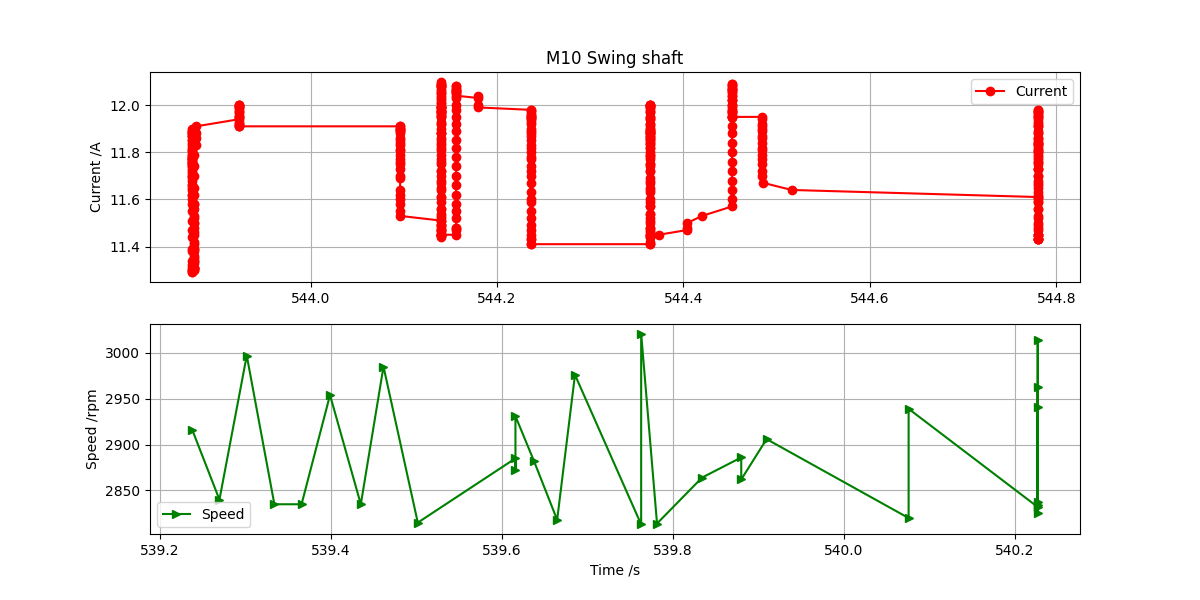 M10 Swing shaft
Current /A
12.0
11.8
11.6
11.4
Current
544.0 544.2 544.4 544.6 544.8
Speed /rpm
3000
2950
2900
2850
Speed
539.2 539.4 539.6 539.8 540.0 540.2
Time /s